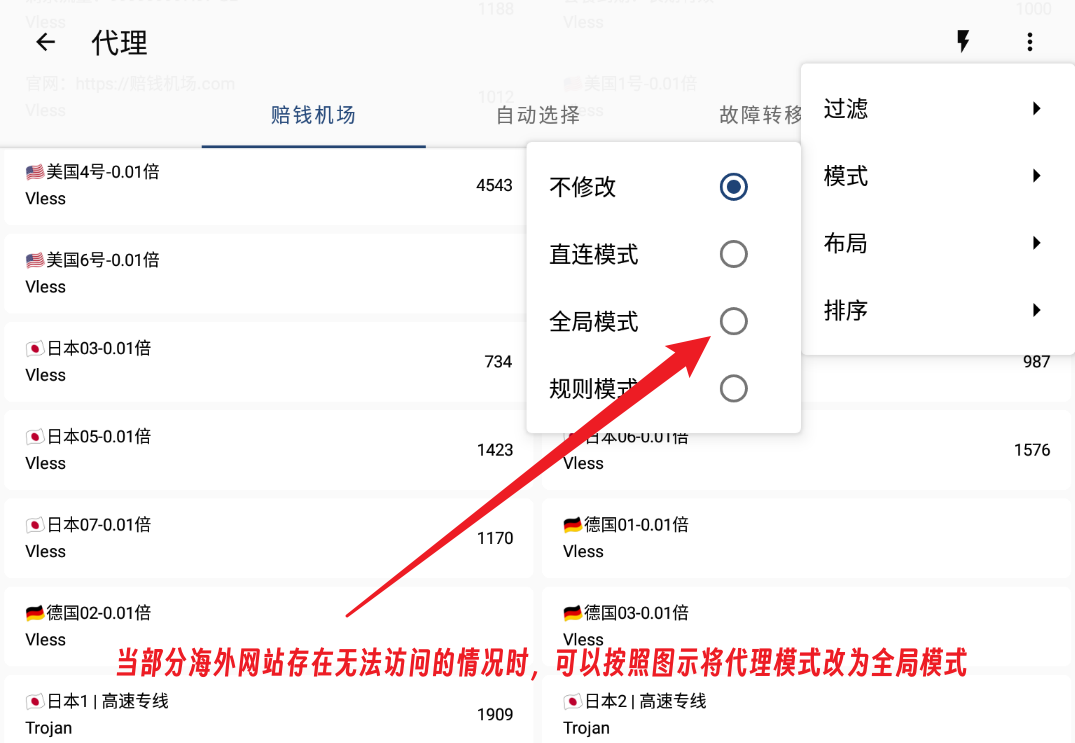 1188
1000
Vless
Vless
代理
官网：https://赔钱机场.com
美国1号-0.01倍
Vless
1012
赔钱机场
自动选择
故障转移
过滤
模式
布局
排序
不修改
直连模式
全局模式
规则模式
美国4号-0.01倍
Vless
4543
美国6号-0.01倍
Vless
日本03-0.01倍
Vless
734
987
日本05-0.01倍
Vless
1423
日本06-0.01倍
Vless
1576
日本07-0.01倍
Vless
1170
德国01-0.01倍
Vless
德国02-0.01倍
Vless
德国03-0.01倍
Vless
当部分海外网站存在无法访问的情况时，可以按照图示将代理模式改为全局模式
日本1 | 高速专线
Trojan
1909
日本2 | 高速专线
Trojan